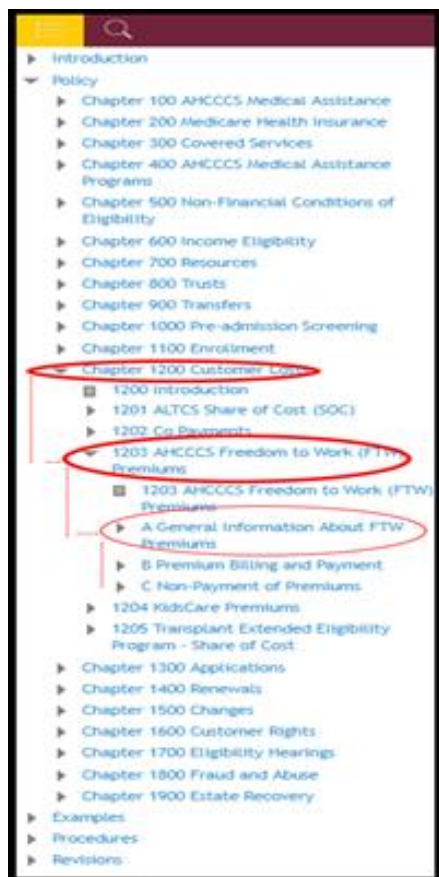 Introduction
Policy
Chapter 100 AHCCCS Medical Assistance
Chapter 200 Medicare Health Insurance
Chapter 300 Covered Services
Chapter 400 AHCCCS Medical Assistance
Programs
Chapter 500 Non-Financial Conditions of
Eligibility
Chapter 600 Income Eligibility
Chapter 700 Resources
Chapter 800 Trusts
Chapter 900 Transfers
Chapter 1000 Pre-admission Screening
Chapter 1100 Enrollment
Chapter 1200 Customer Costs
1200 Introduction
1201 ALTCS Share of Cost (SOC)
1202 Co Payments
1203 AHCCCS Freedom to Work (FTW)
Premiums
1203 AHCCCS Freedom to Work (FTW)
Premiums
A General Information About FTW
Premiums
B Premium Billing and Payment
C Non-Payment of Premiums
1204 KidsCare Premiums
1205 Transplant Extended Eligibility
Program - Share of Cost
Chapter 1300 Applications
Chapter 1400 Renewals
Chapter 1500 Changes
Chapter 1600 Customer Rights
Chapter 1700 Eligibility Hearings
Chapter 1800 Fraud and Abuse
Chapter 1900 Estate Recovery
Examples
Procedures
Revisions